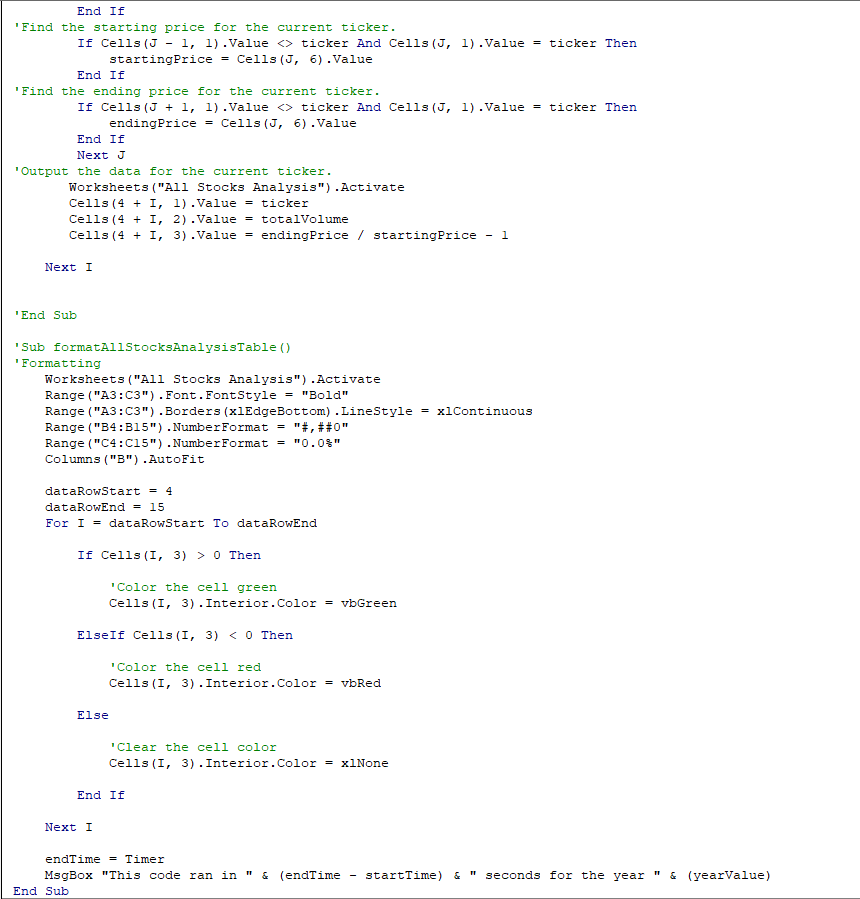 End If
'Find the starting price for the current ticker.
        If Cells(J - 1, 1).Value <> ticker And Cells(J, 1).Value = ticker Then
            startingPrice = Cells(J, 6).Value
        End If
'Find the ending price for the current ticker.
        If Cells(J + 1, 1).Value <> ticker And Cells(J, 1).Value = ticker Then
            endingPrice = Cells(J, 6).Value
        End If
        Next J
'Output the data for the current ticker.
       Worksheets("All Stocks Analysis").Activate
       Cells(4 + I, 1).Value = ticker
       Cells(4 + I, 2).Value = totalVolume
       Cells(4 + I, 3).Value = endingPrice / startingPrice - 1
    Next I
'End Sub
'Sub formatAllStocksAnalysisTable()
'Formatting
    Worksheets("All Stocks Analysis").Activate
    Range("A3:C3").Font.FontStyle = "Bold"
    Range("A3:C3").Borders(xlEdgeBottom).LineStyle = xlContinuous
    Range("B4:B15").NumberFormat = "#,##0"
    Range("C4:C15").NumberFormat = "0.0%"
    Columns("B").AutoFit
    dataRowStart = 4
    dataRowEnd = 15
    For I = dataRowStart To dataRowEnd
        If Cells(I, 3) > 0 Then
            'Color the cell green
            Cells(I, 3).Interior.Color = vbGreen
        ElseIf Cells(I, 3) < 0 Then
            'Color the cell red
            Cells(I, 3).Interior.Color = vbRed
        Else
            'Clear the cell color
            Cells(I, 3).Interior.Color = xlNone
        End If
    Next I
    endTime = Timer
    MsgBox "This code ran in " & (endTime - startTime) & " seconds for the year " & (yearValue)
End Sub